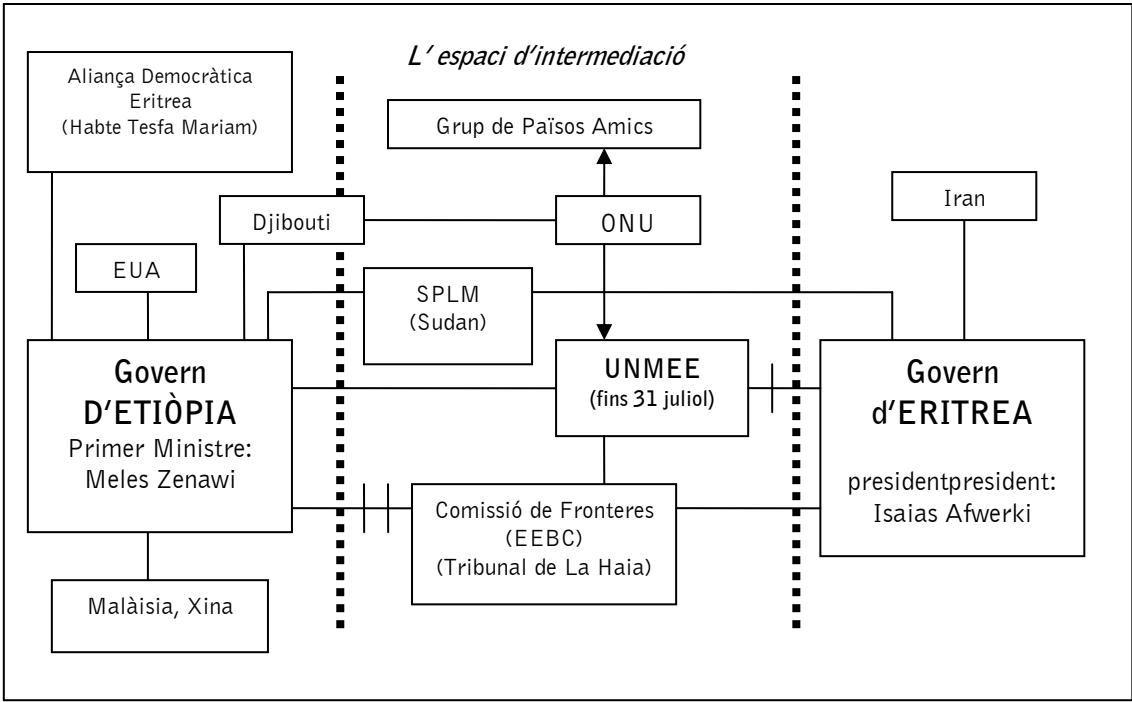 L' espaci d'intermediació
Aliança Democràtica
Eritrea
(Habte Tesfa Mariam)
Grup de Països Amics
Djibouti
ONU
Iran
EUA
SPLM
(Sudan)
Govern
D'ETIÒPIA
Primer Ministre:
Meles Zenawi
UNMEE
(fins 31 juliol)
Govern
d'ERITREA
presidentpresident:
Isaias Afwerki
Comissió de Fronteres
(EEBC)
(Tribunal de La Haia)
Malàisia, Xina